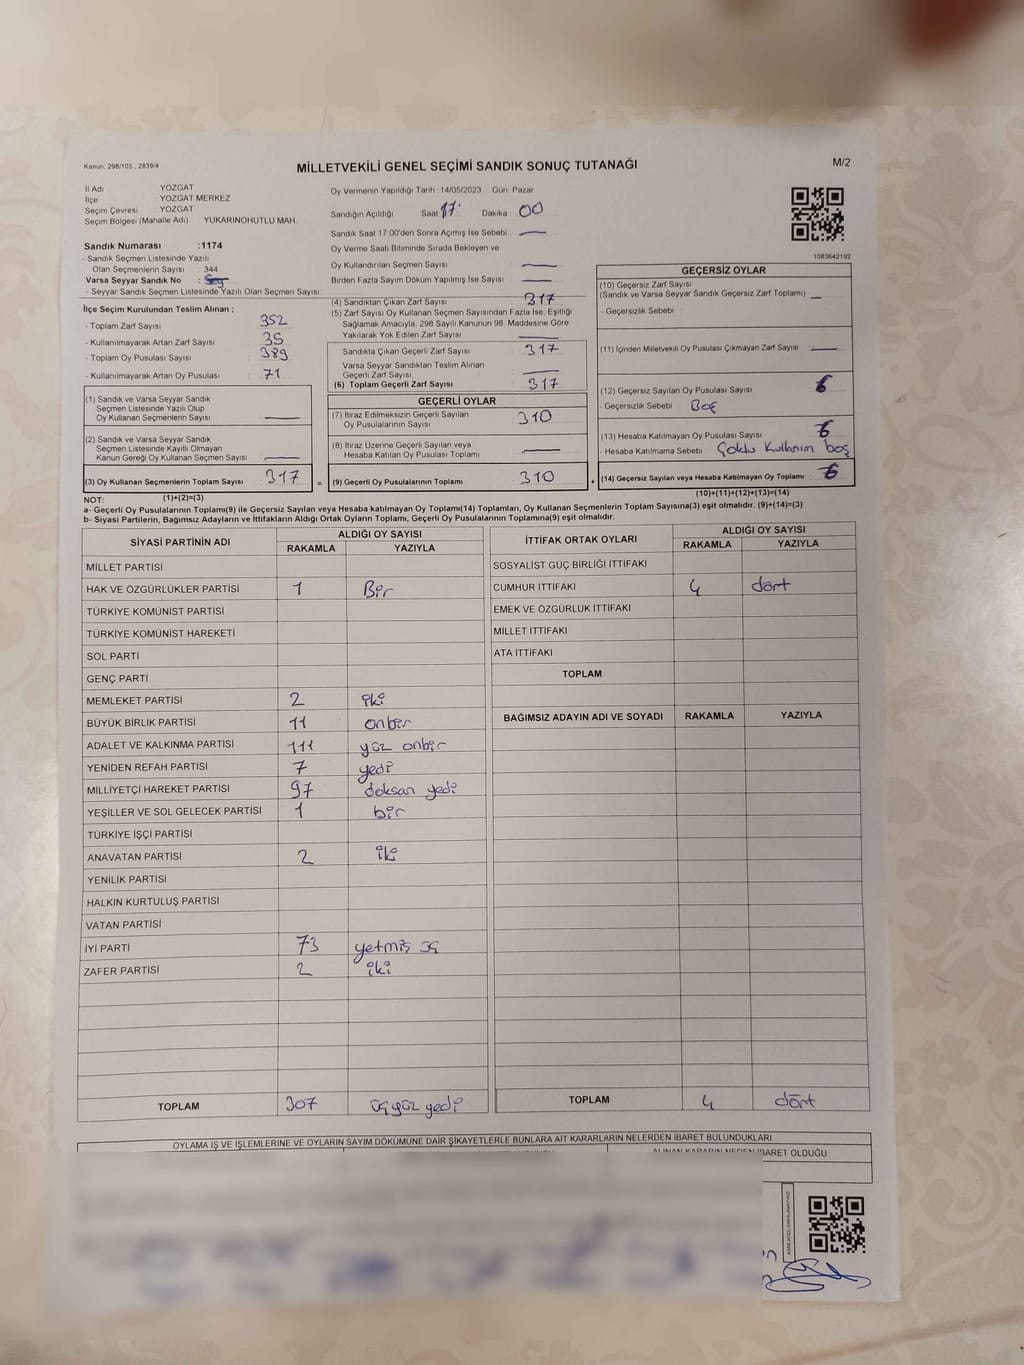 Kanun: 298/105 , 2839/4
MİLLETVEKİLİ GENEL SEÇİMİ SANDIK SONUÇ TUTANAĞI
M/2
İl Adı YOZGAT
İlçe YOZGAT MERKEZ
Seçim Çevresi YOZGAT
Seçim Bölgesi (Mahalle Adı) YUKARINOHUTLU MAH.
Sandık Numarası :1174
- Sandık Seçmen Listesinde Yazılı
Olan Seçmenlerin Sayısı : 344
Varsa Seyyar Sandık No :
- Seyyar Sandık Seçmen Listesinde Yazılı Olan Seçmen Sayısı:
İlçe Seçim Kurulundan Teslim Alınan ;
- Toplam Zarf Sayısı 352
- Kullanılmayarak Artan Zarf Sayısı 35
- Toplam Oy Pusulası Sayısı 389
- Kullanılmayarak Artan Oy Pusulası 71
(1) Sandık ve Varsa Seyyar Sandık
Seçmen Listesinde Yazılı Olup
Oy Kullanan Seçmenlerin Sayısı
(2) Sandık ve Varsa Seyyar Sandık
Seçmen Listesinde Kayıtlı Olmayan
Kanun Gereği Oy Kullanan Seçmen Sayısı
(3) Oy Kullanan Seçmenlerin Toplam Sayısı 317 =
Oy Vermenin Yapıldığı Tarih :14/05/2023 Gün: Pazar
Sandığın Açıldığı Saat 17: Dakika 00
Sandık Saat 17.00'den Sonra Açılmış İse Sebebi :
Oy Verme Saati Bitiminde Sırada Bekleyen ve
Oy Kullandırılan Seçmen Sayısı
Birden Fazla Sayım Döküm Yapılmış İse Sayısı :
(4) Sandıktan Çıkan Zarf Sayısı 317
(5) Zarf Sayısı Oy Kullanan Seçmen Sayısından Fazla İse, Eşitliği
Sağlamak Amacıyla, 298 Sayılı Kanunun 98. Maddesine Göre
Yakılarak Yok Edilen Zarf Sayısı
Sandıkta Çıkan Geçerli Zarf Sayısı 317
Varsa Seyyar Sandıktan Teslim Alınan
Geçerli Zarf Sayısı
(6) Toplam Geçerli Zarf Sayısı 317
GEÇERLİ OYLAR
(7) İtiraz Edilmeksizin Geçerli Sayılan
Oy Pusulalarının Sayısı 310
(8) İtiraz Üzerine Geçerli Sayılan veya
Hesaba Katılan Oy Pusulası Toplamı
(9) Geçerli Oy Pusulalarının Toplamı 310 +
1083642192
GEÇERSİZ OYLAR
(10) Geçersiz Zarf Sayısı
(Sandık ve Varsa Seyyar Sandık Geçersiz Zarf Toplamı)
- Geçersizlik Sebebi :
(11) İçinden Milletvekili Oy Pusulası Çıkmayan Zarf Sayısı
(12) Geçersiz Sayılan Oy Pusulası Sayısı
- Geçersizlik Sebebi : Boş
(13) Hesaba Katılmayan Oy Pusulası Sayısı
- Hesaba Katılmama Sebebi : Çoklu Kullanım boş
(14) Geçersiz Sayılan veya Hesaba Katılmayan Oy Toplamı
(10)+(11)+(12)+(13)=(14)
NOT: (1)+(2)=(3)
a- Geçerli Oy Pusulalarının Toplamı(9) ile Geçersiz Sayılan veya Hesaba katılmayan Oy Toplamı(14) Toplamları, Oy Kullanan Seçmenlerin Toplam Sayısına(3) eşit olmalıdır. (9)+(14)=(3)
b- Siyasi Partilerin, Bağımsız Adayların ve İttifakların Aldığı Ortak Oyların Toplamı, Geçerli Oy Pusulalarının Toplamına(9) eşit olmalıdır.
SİYASİ PARTİNİN ADI
ALDIĞI OY SAYISI
RAKAMLA YAZIYLA
MİLLET PARTİSİ
HAK VE ÖZGÜRLÜKLER PARTİSİ 1 Bir
TÜRKİYE KOMÜNİST PARTİSİ
TÜRKİYE KOMÜNİST HAREKETİ
SOL PARTİ
GENÇ PARTİ
MEMLEKET PARTİSİ 2 iki
BÜYÜK BİRLİK PARTİSİ 11 onbir
ADALET VE KALKINMA PARTİSİ 111 yüz onbir
YENİDEN REFAH PARTİSİ 7 yedi
MİLLİYETÇİ HAREKET PARTİSİ 97 doksan yedi
YEŞİLLER VE SOL GELECEK PARTİSİ 1 bir
TÜRKİYE İŞÇİ PARTİSİ
ANAVATAN PARTİSİ 2 iki
YENİLİK PARTİSİ
HALKIN KURTULUŞ PARTİSİ
VATAN PARTİSİ
İYİ PARTİ 73 yetmiş üç
ZAFER PARTİSİ 2 iki
TOPLAM 307 üçyüz yedi
İTTİFAK ORTAK OYLARI
ALDIĞI OY SAYISI
RAKAMLA YAZIYLA
SOSYALİST GÜÇ BİRLİĞİ İTTİFAKI
CUMHUR İTTİFAKI 4 dört
EMEK VE ÖZGÜRLÜK İTTİFAKI
MİLLET İTTİFAKI
ATA İTTİFAKI
TOPLAM
BAĞIMSIZ ADAYIN ADI VE SOYADI RAKAMLA YAZIYLA
TOPLAM 4 dört
OYLAMA İŞ VE İŞLEMLERİNE VE OYLARIN SAYIM DÖKÜMÜNE DAİR ŞİKAYETLERLE BUNLARA AİT KARARLARIN NELERDEN İBARET BULUNDUKLARI
ALINAN KARARIN NEDEN İBARET OLDUĞU